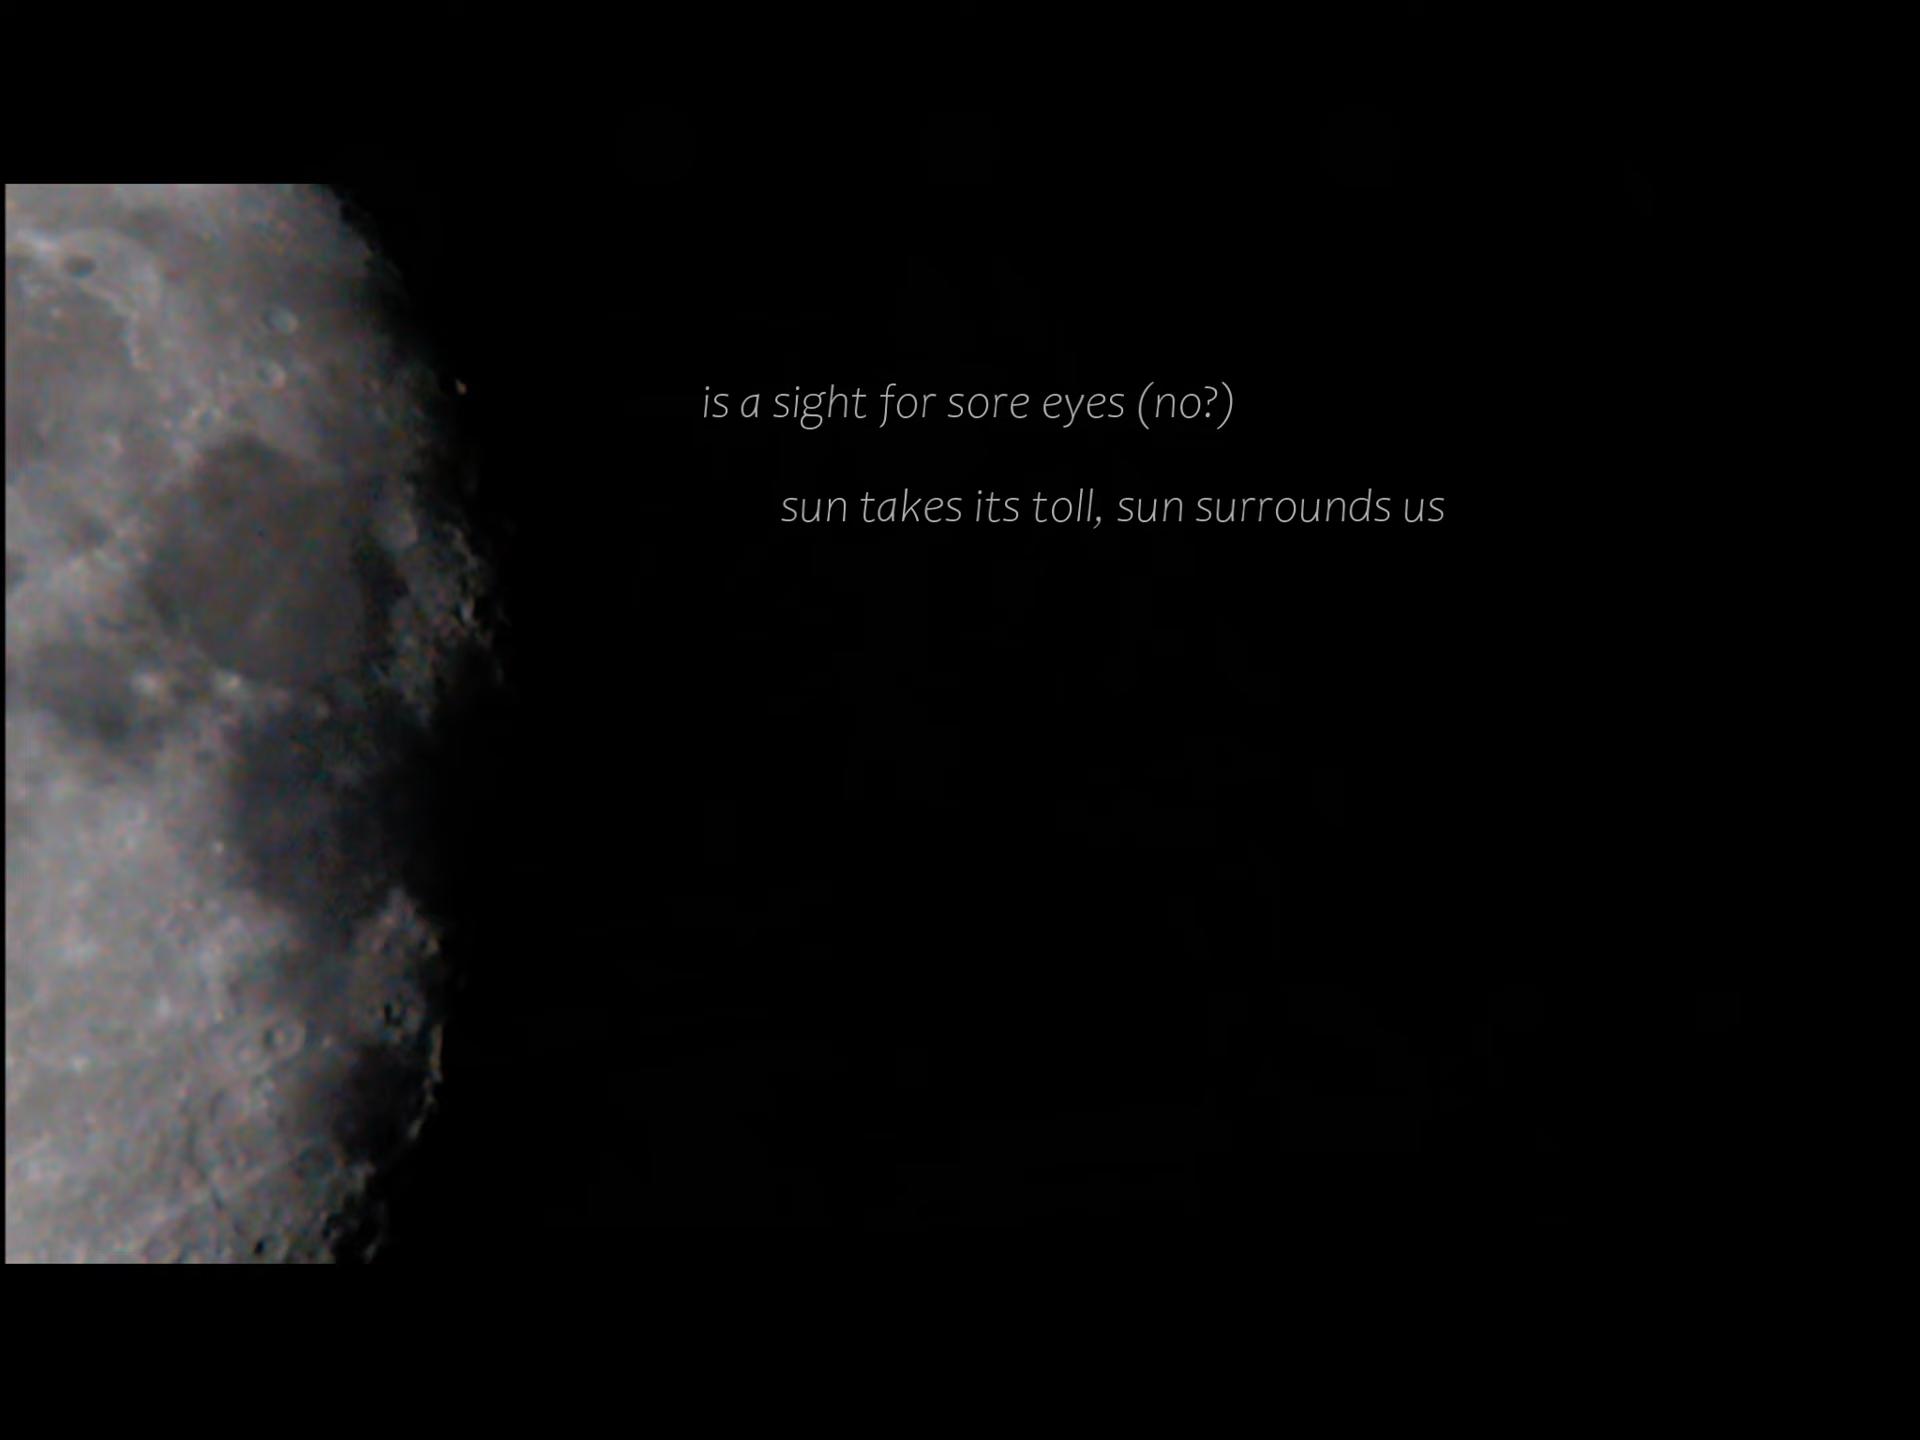 is a sight for sore eyes (no?)
sun takes its toll, sun surrounds us